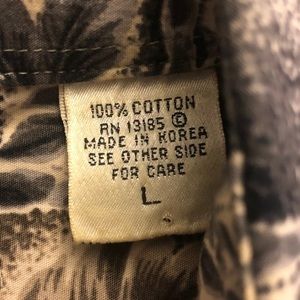 100% COTTON
RN 13185 ©
MADE IN KOREA
SEE OTHER SIDE
FOR CARE
L